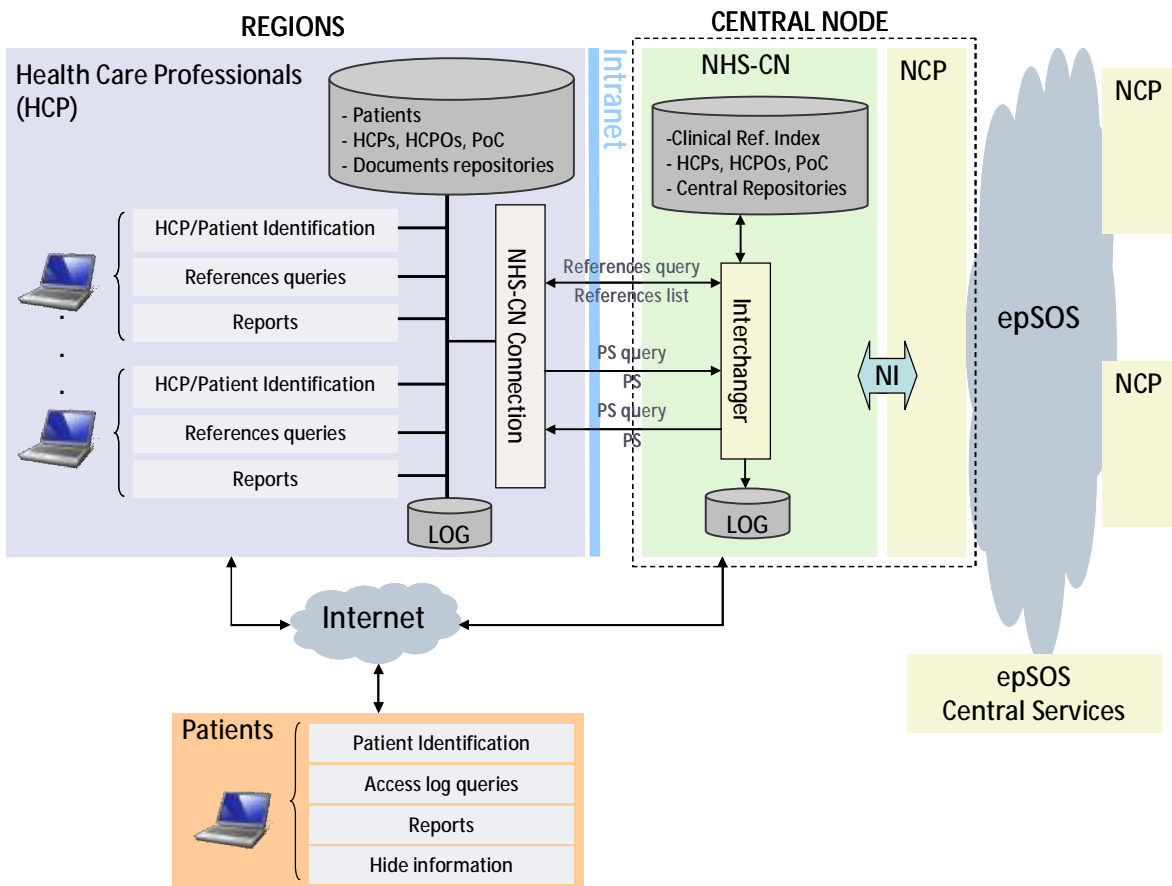 REGIONS
CENTRAL NODE
Health Care Professionals
(HCP)
- Patients
- HCPs, HCPOs, PoC
- Documents repositories
Intranet
NHS-CN
NCP
-Clinical Ref. Index
- HCPs, HCPOs, PoC
- Central Repositories
NCP
HCP/Patient Identification
References queries
Reports
.
.
.
HCP/Patient Identification
References queries
Reports
NHS-CN Connection
References query
References list
PS query
PS
PS query
PS
Interchanger
NI
epSOS
NCP
LOG
LOG
Internet
epSOS
Central Services
Patients
Patient Identification
Access log queries
Reports
Hide information